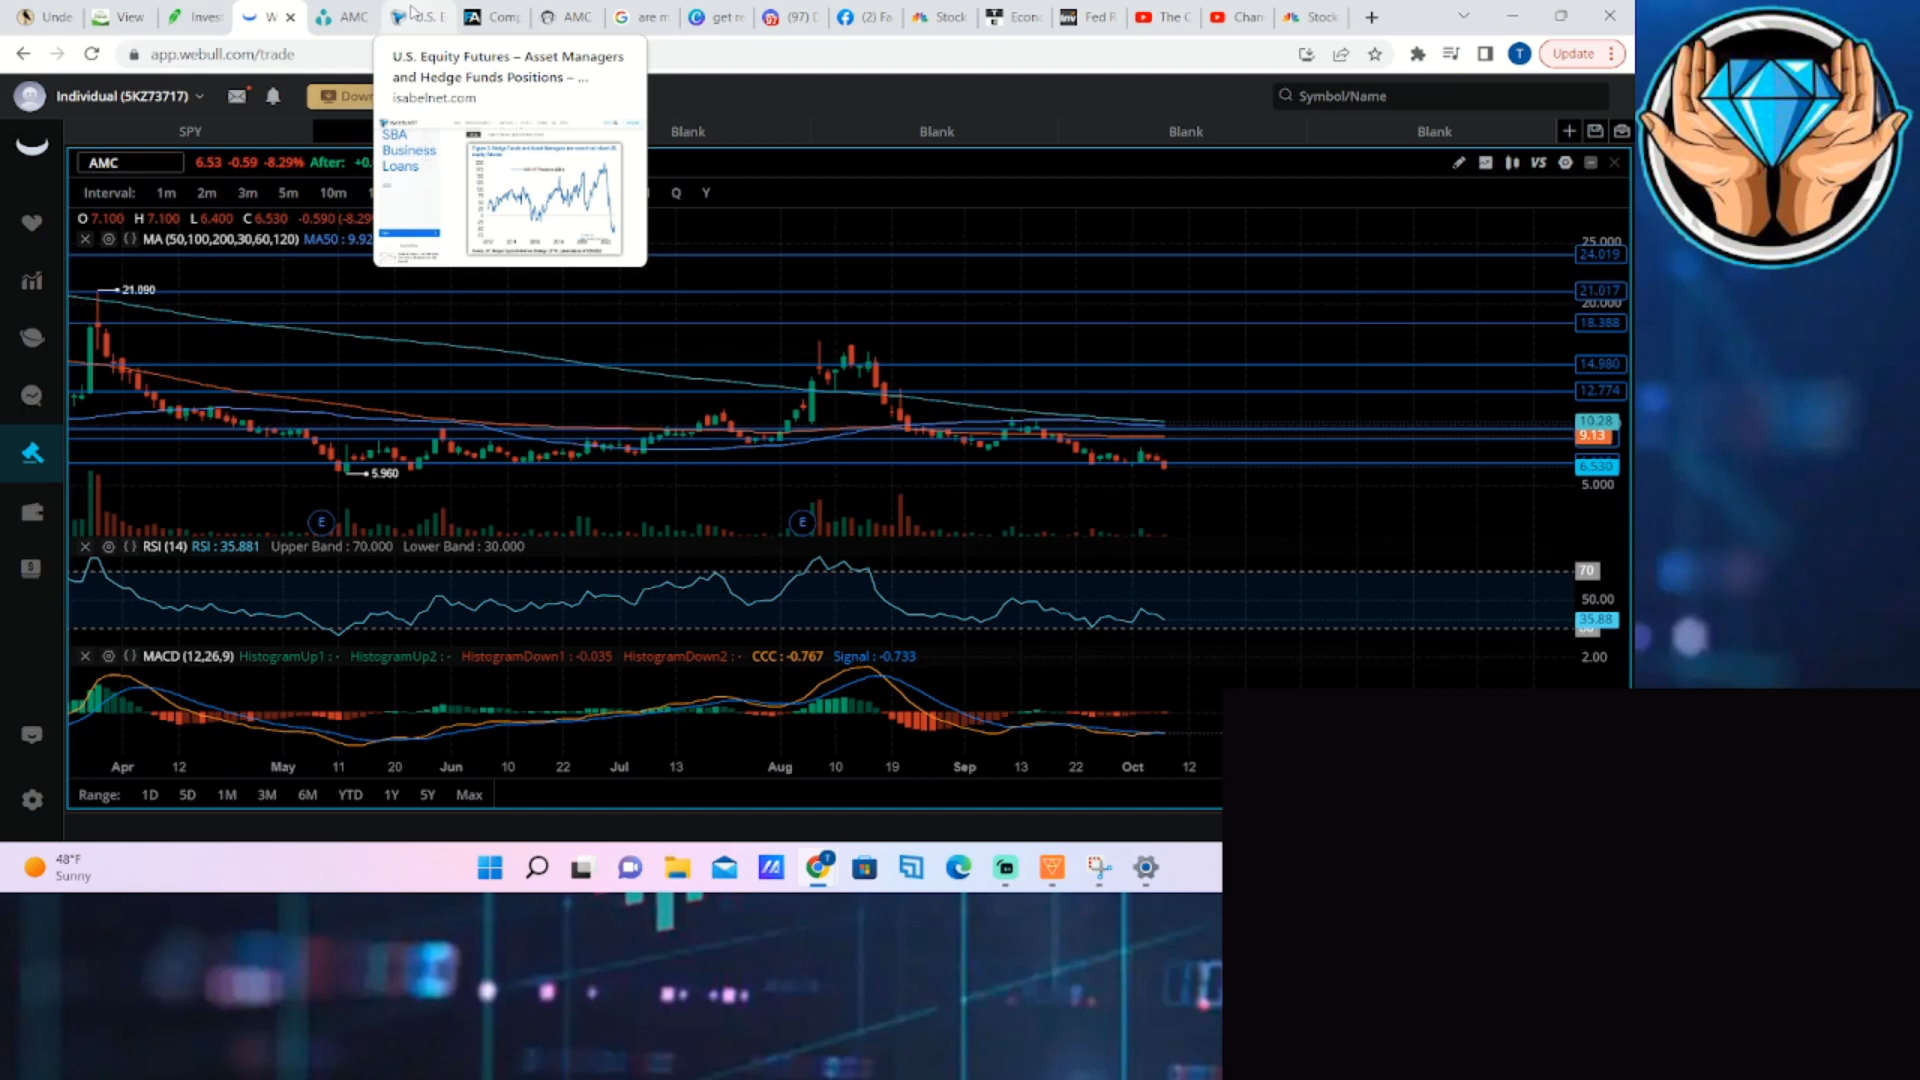 Unde
View
Inves
W
AMC
U.S. E
Comp
AMC
are m
get re
(97) D
(2) Fa
Stock
Econ
Fed R
The C
Chan
Stock
app.webull.com/trade
T
Update
U.S. Equity Futures – Asset Managers
and Hedge Funds Positions – ...
isabelnet.com
SBA
Business
Loans
Individual (5KZ73717)
Down
Symbol/Name
SPY
Blank
Blank
Blank
Blank
AMC
6.53 -0.59 -8.29% After: +0.
VS
Interval: 1m 2m 3m 5m 10m
Q Y
O 7.100 H 7.100 L 6.400 C 6.530 -0.590 (-8.29
MA (50,100,200,30,60,120) MA50 : 9.92
25.000
24.019
21.017
20.000
18.388
14.980
12.774
10.28
9.13
6.530
5.000
21.090
5.960
E
E
RSI (14) RSI : 35.881 Upper Band : 70.000 Lower Band : 30.000
70
50.00
35.88
MACD (12,26,9) HistogramUp1 : - HistogramUp2 : - HistogramDown1 : -0.035 HistogramDown2 : - CCC : -0.767 Signal : -0.733
2.00
Apr 12 May 11 20 Jun 10 22 Jul 13 Aug 10 19 Sep 13 22 Oct 12
Range: 1D 5D 1M 3M 6M YTD 1Y 5Y Max
48°F
Sunny